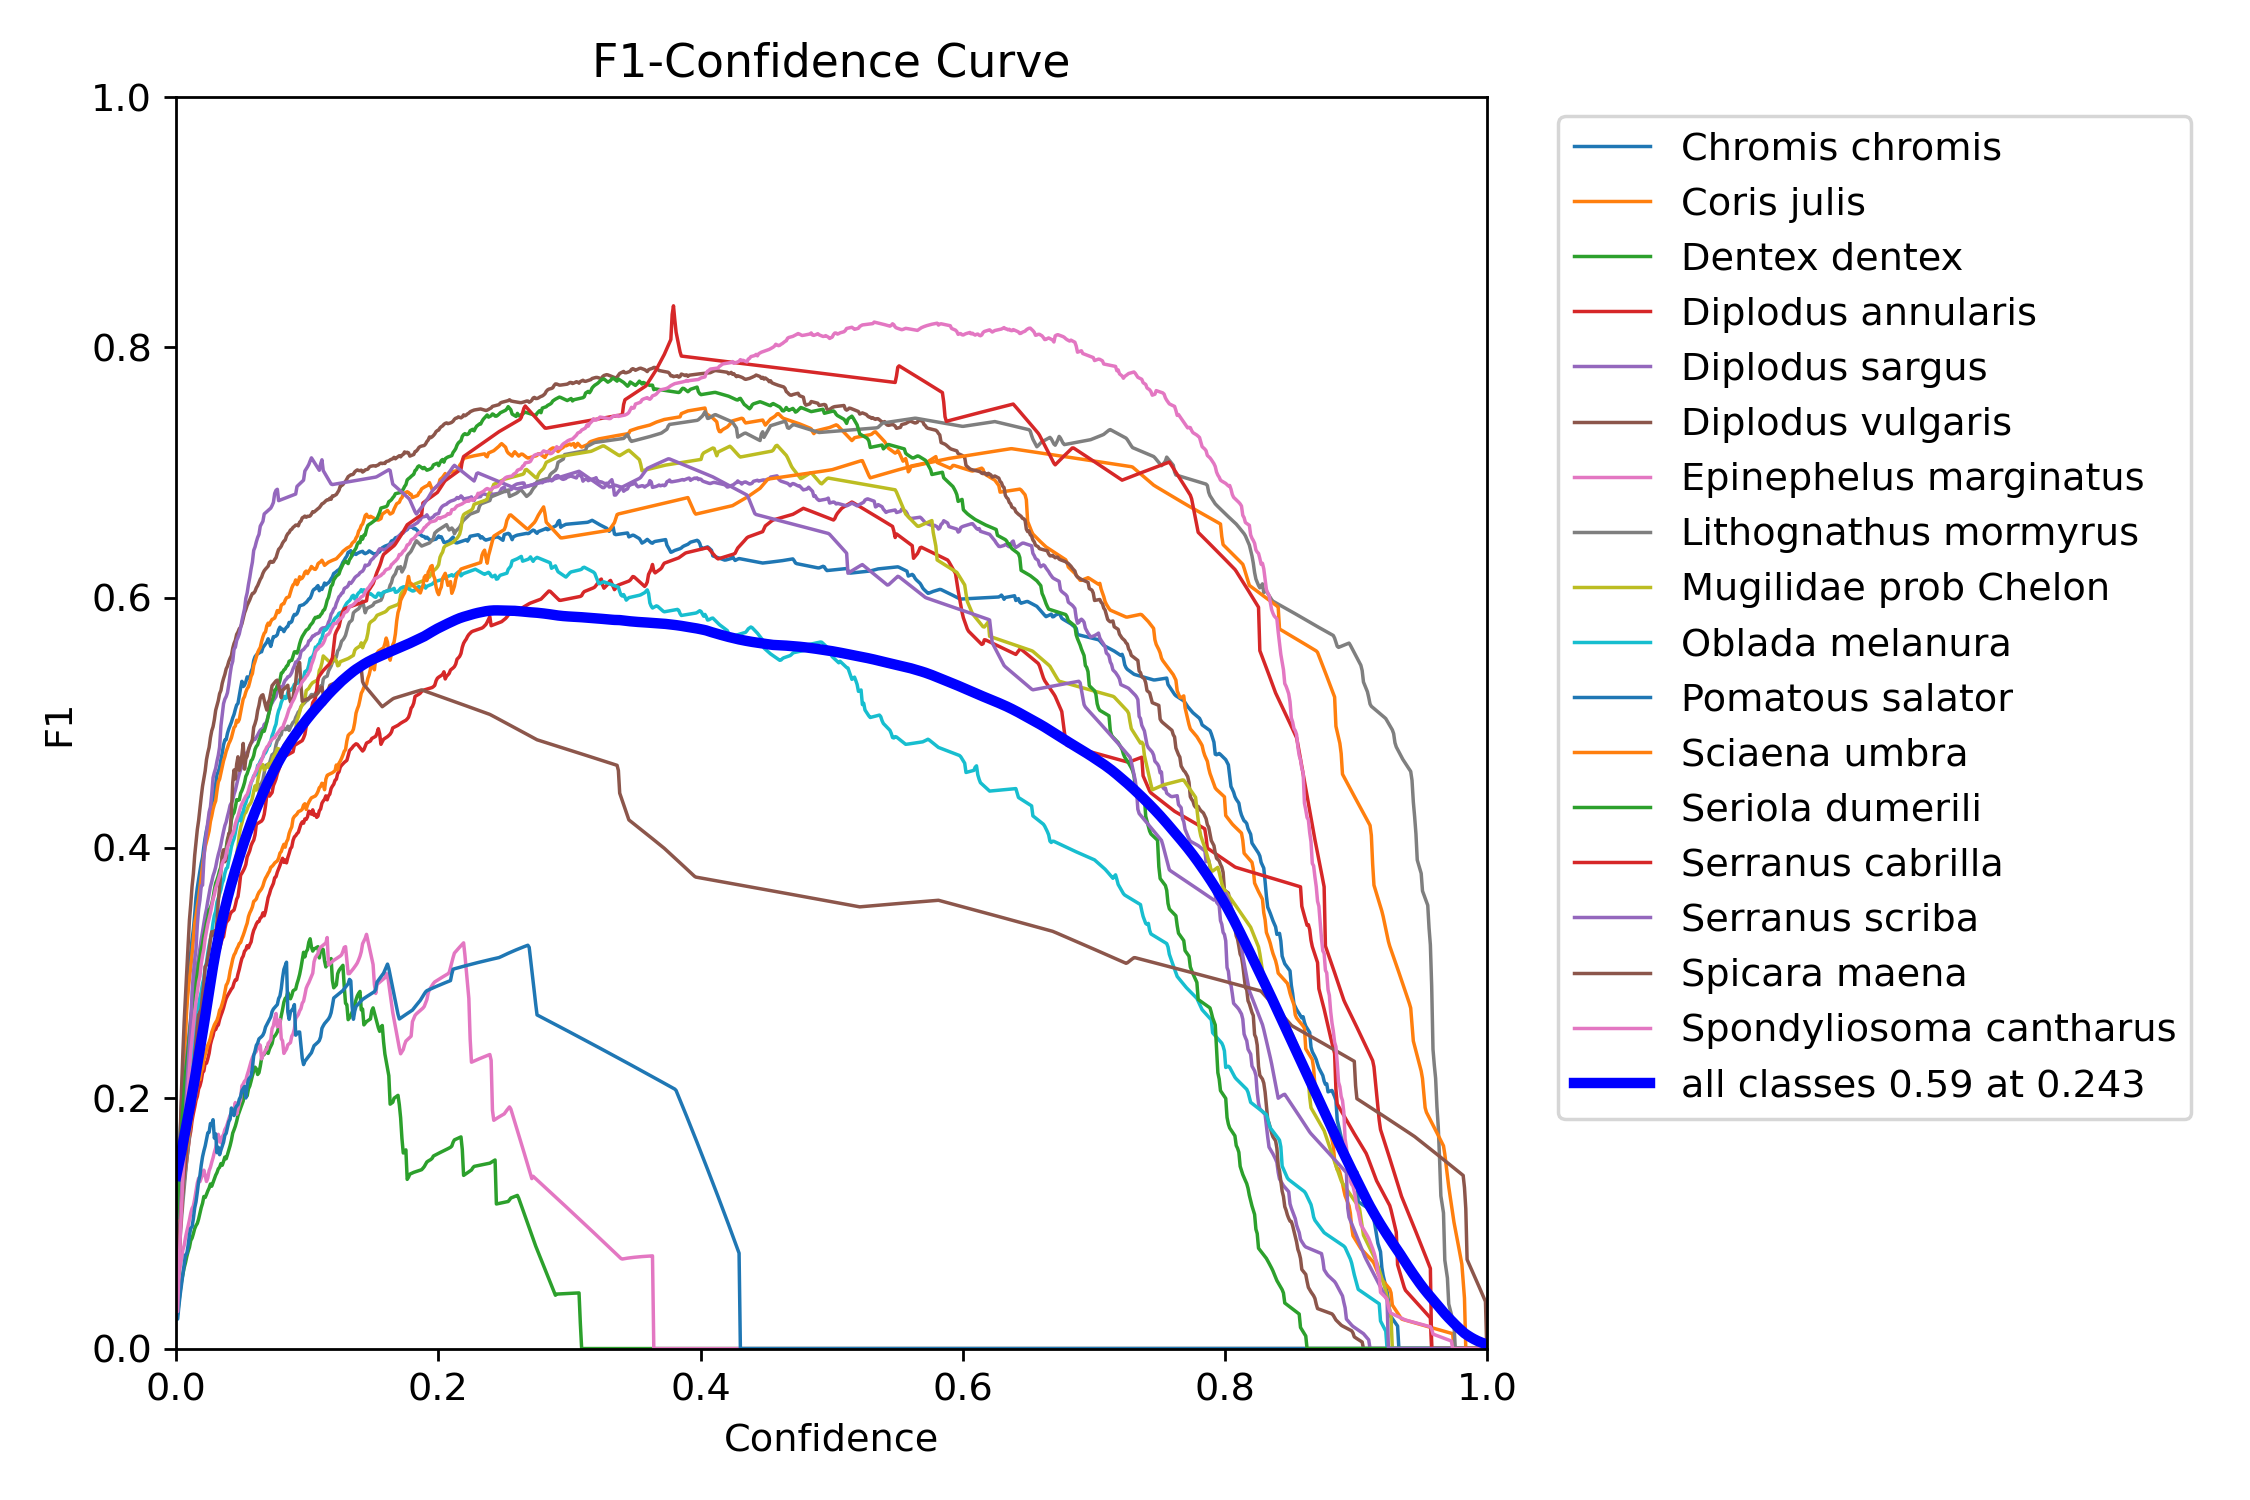 F1-Confidence Curve
1.0
0.8
0.6
0.4
0.2
0.0
F1
0.0 0.2 0.4 0.6 0.8 1.0
Confidence
Chromis chromis
Coris julis
Dentex dentex
Diplodus annularis
Diplodus sargus
Diplodus vulgaris
Epinephelus marginatus
Lithognathus mormyrus
Mugilidae prob Chelon
Oblada melanura
Pomatous salator
Sciaena umbra
Seriola dumerili
Serranus cabrilla
Serranus scriba
Spicara maena
Spondyliosoma cantharus
all classes 0.59 at 0.243